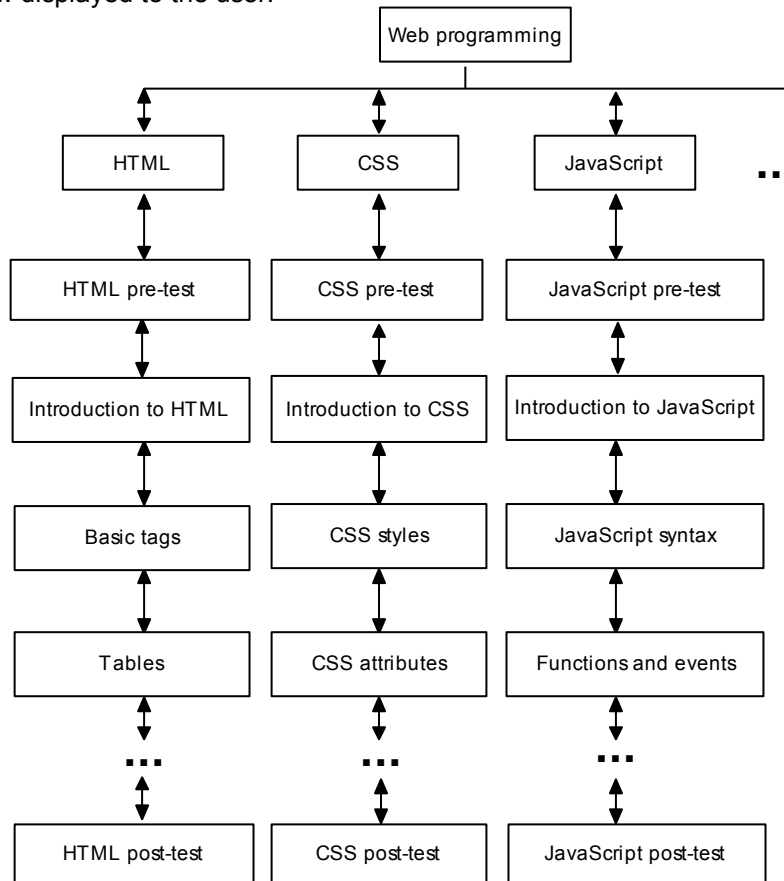 displayed to the user.
Web programming
HTML
CSS
JavaScript
...
HTML pre-test
CSS pre-test
JavaScript pre-test
Introduction to HTML
Introduction to CSS
Introduction to JavaScript
Basic tags
CSS styles
JavaScript syntax
Tables
CSS attributes
Functions and events
...
...
...
HTML post-test
CSS post-test
JavaScript post-test